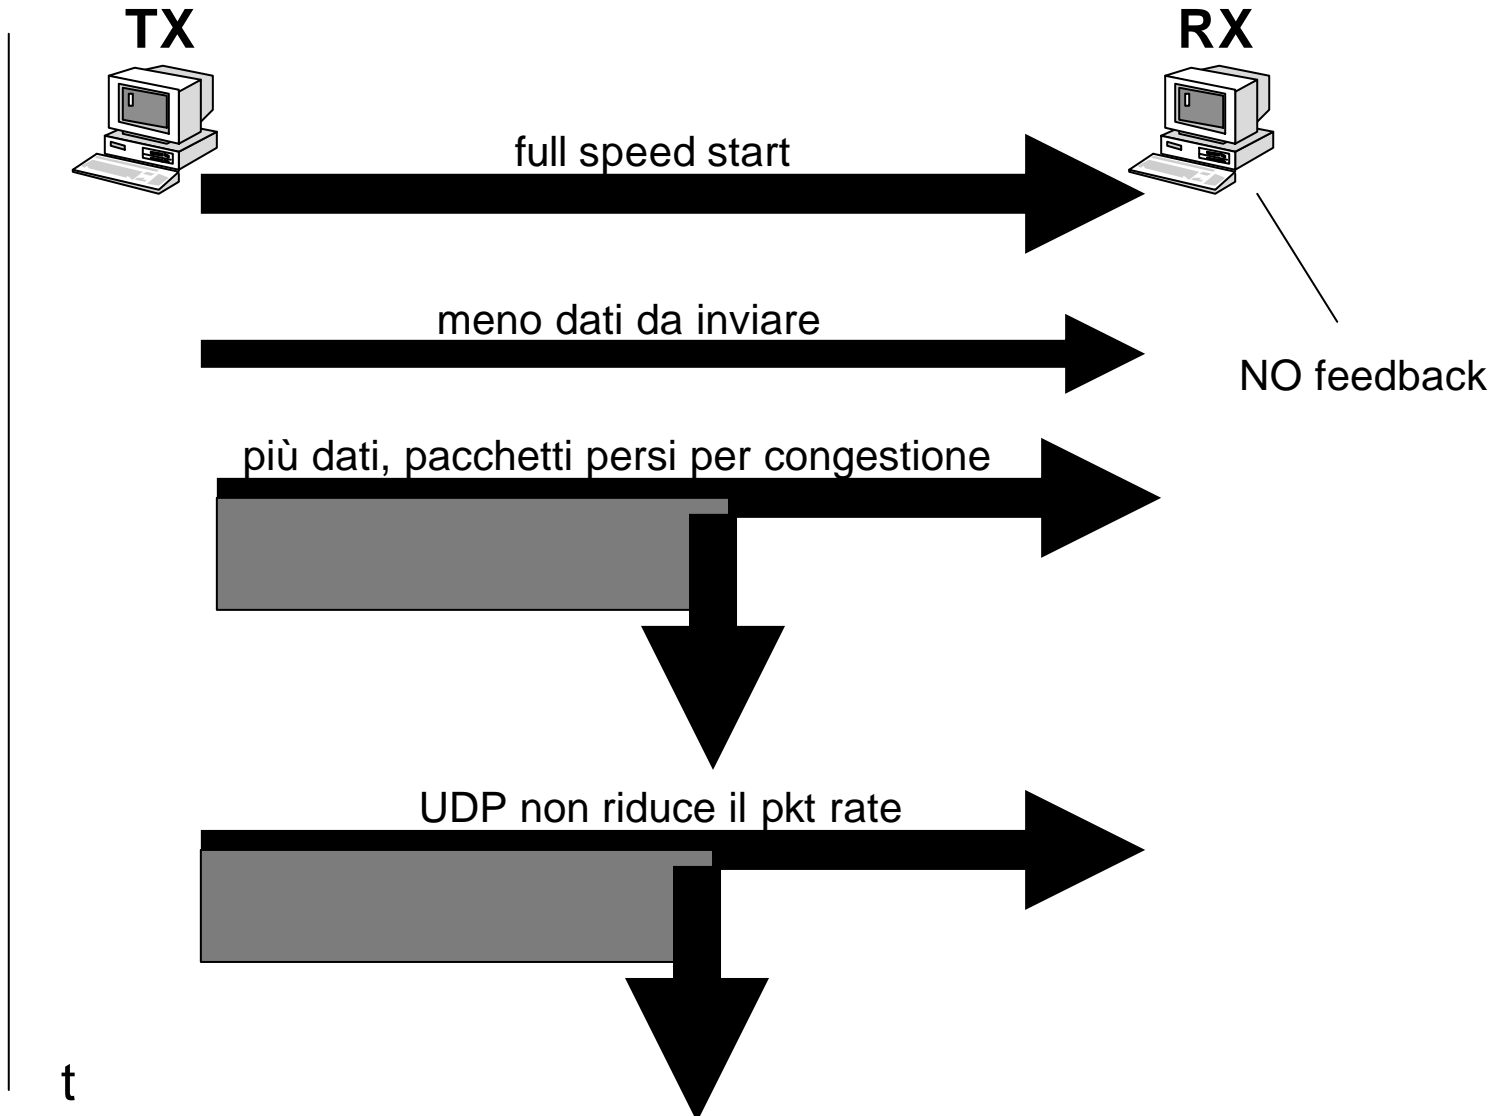 TX
RX
full speed start
meno dati da inviare
NO feedback
più dati, pacchetti persi per congestione
UDP non riduce il pkt rate
t